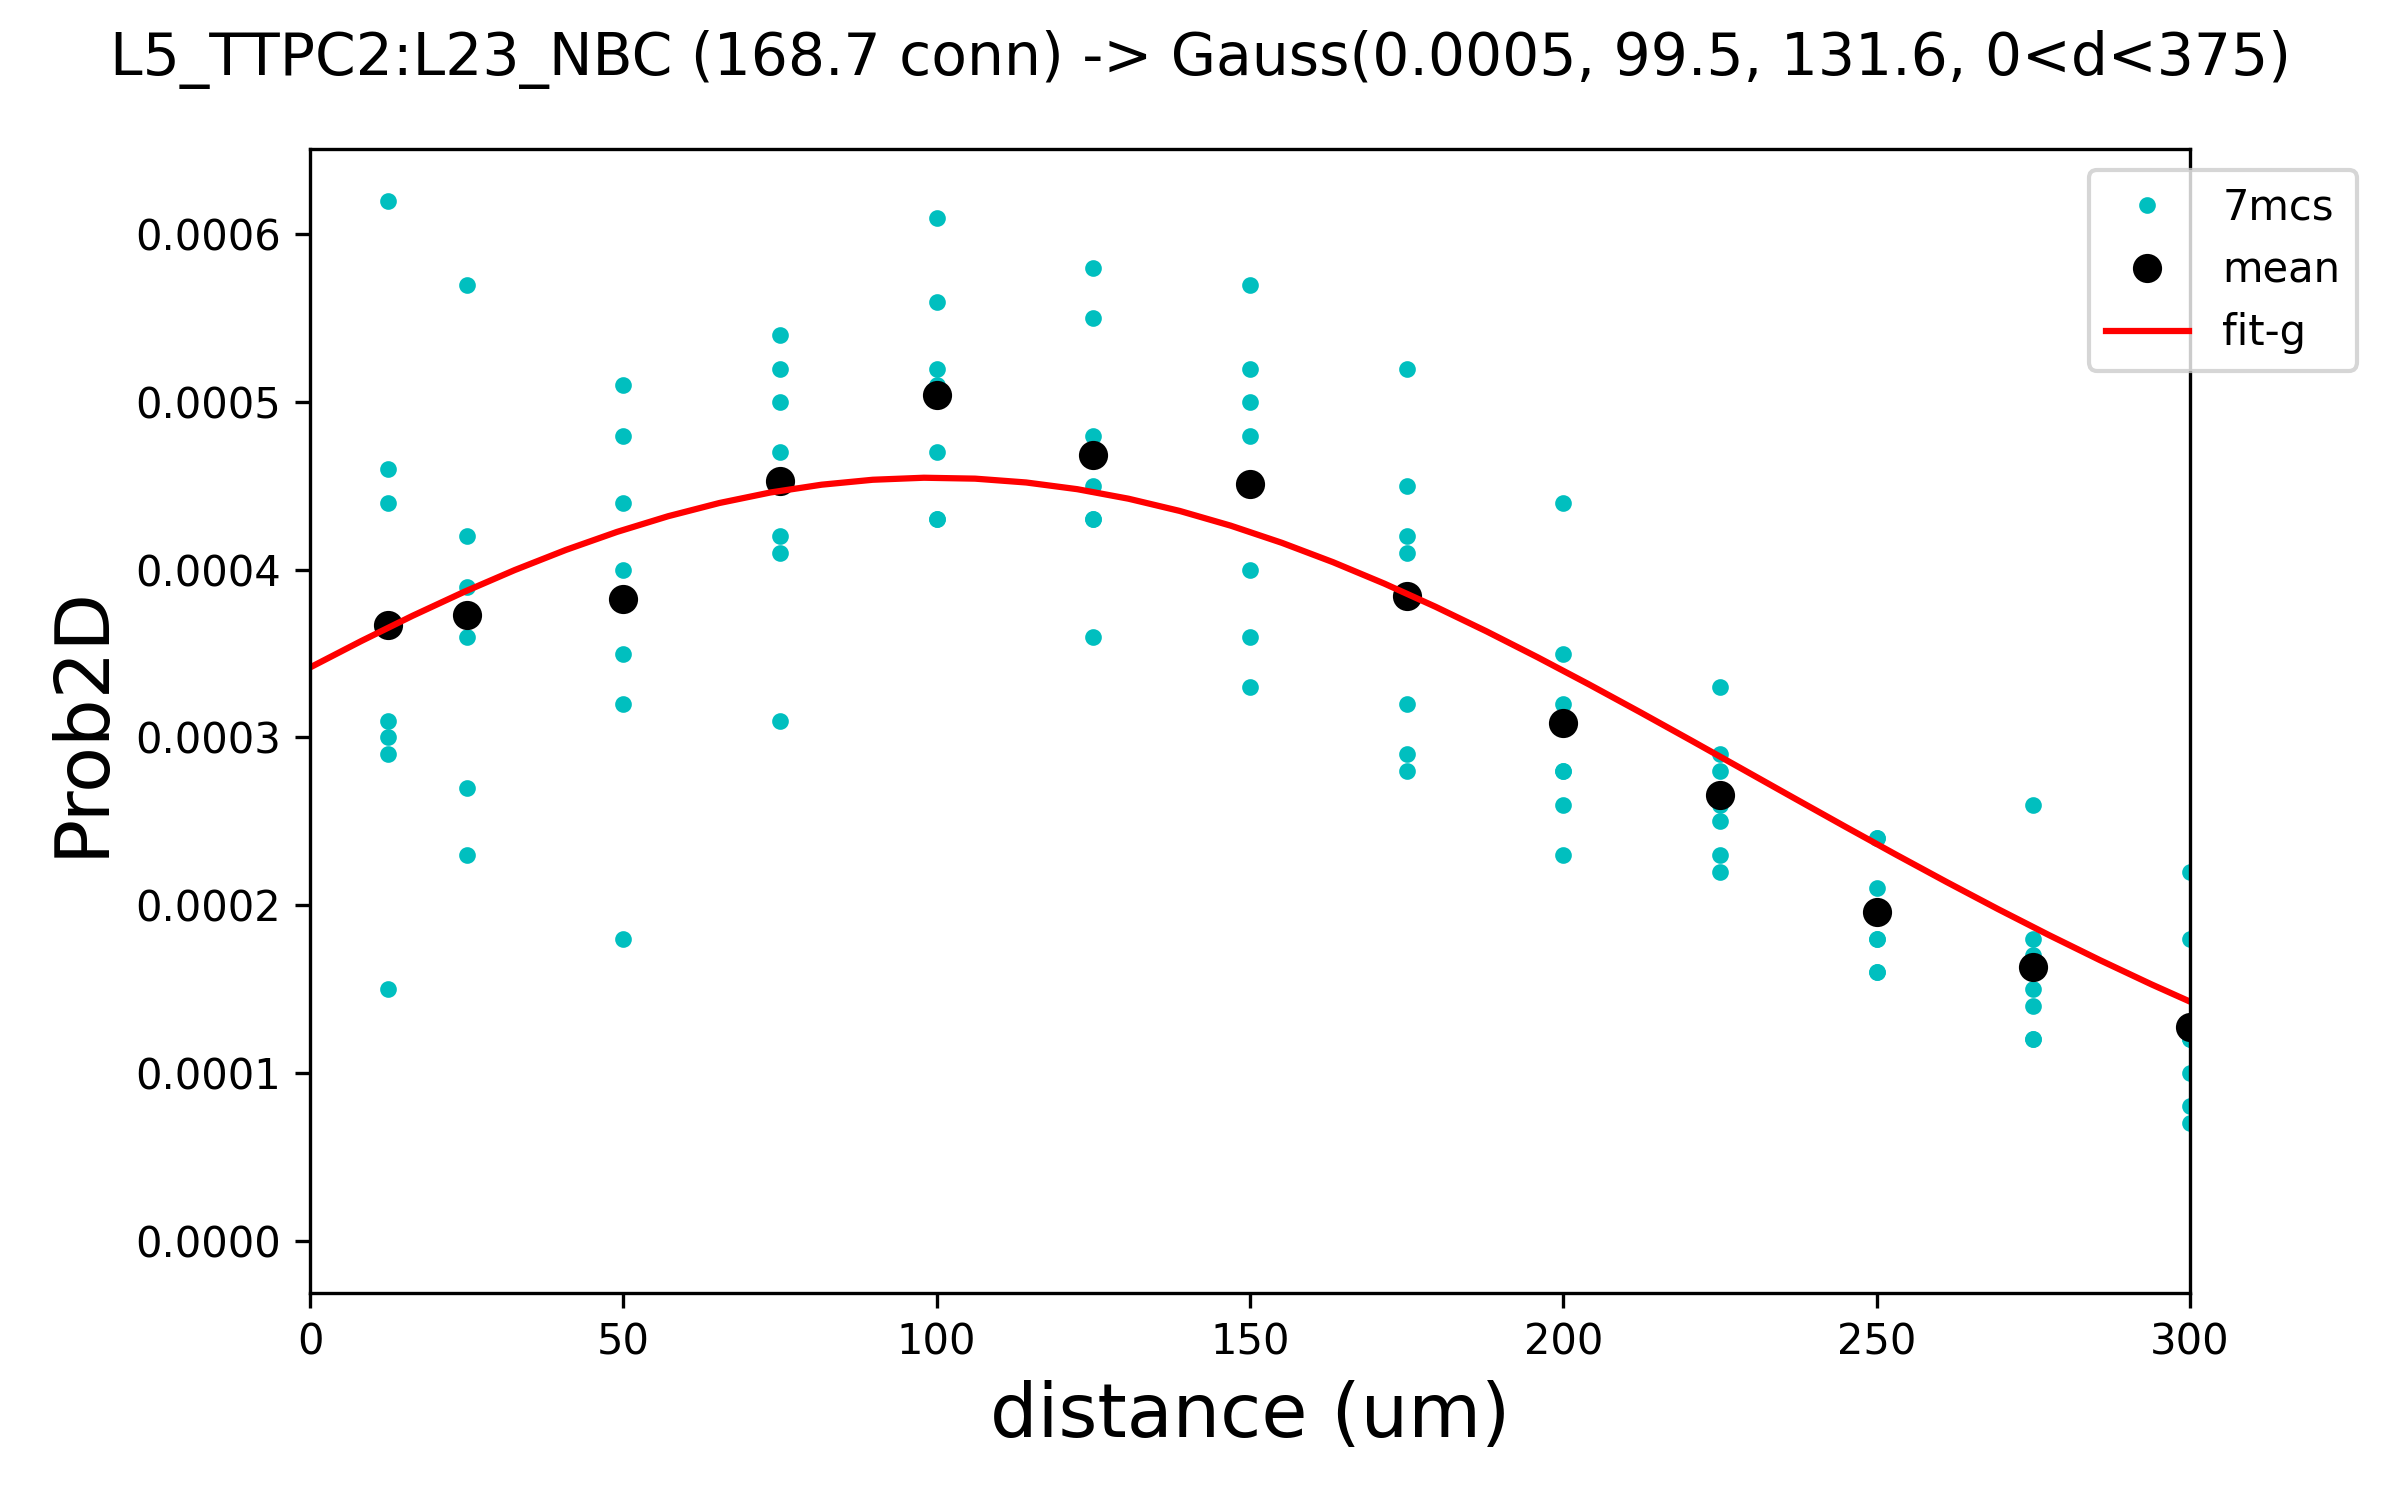 L5_TTPC2:L23_NBC (168.7 conn) -> Gauss(0.0005, 99.5, 131.6, 0<d<375)
7mcs
mean
fit-g
Prob2D
0.0006
0.0005
0.0004
0.0003
0.0002
0.0001
0.0000
0 50 100 150 200 250 300
distance (um)